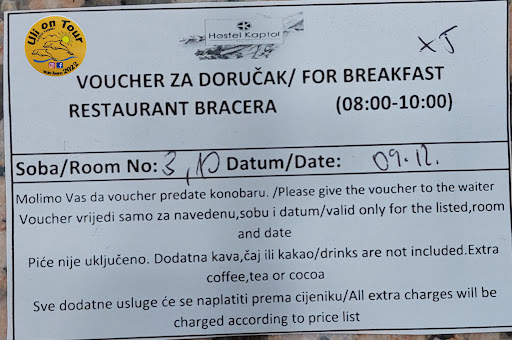 Uli on Tour
was here 2022
Hostel Kaptol
x5
VOUCHER ZA DORUČAK/ FOR BREAKFAST
RESTAURANT BRACERA (08:00-10:00)
Soba/Room No: 3, 10 Datum/Date: 09.12.
Molimo Vas da voucher predate konobaru. /Please give the voucher to the waiter
Voucher vrijedi samo za navedenu,sobu i datum/valid only for the listed,room
and date
Piće nije uključeno. Dodatna kava,čaj ili kakao/drinks are not included.Extra
coffee,tea or cocoa
Sve dodatne usluge će se naplatiti prema cijeniku/All extra charges will be
charged according to price list